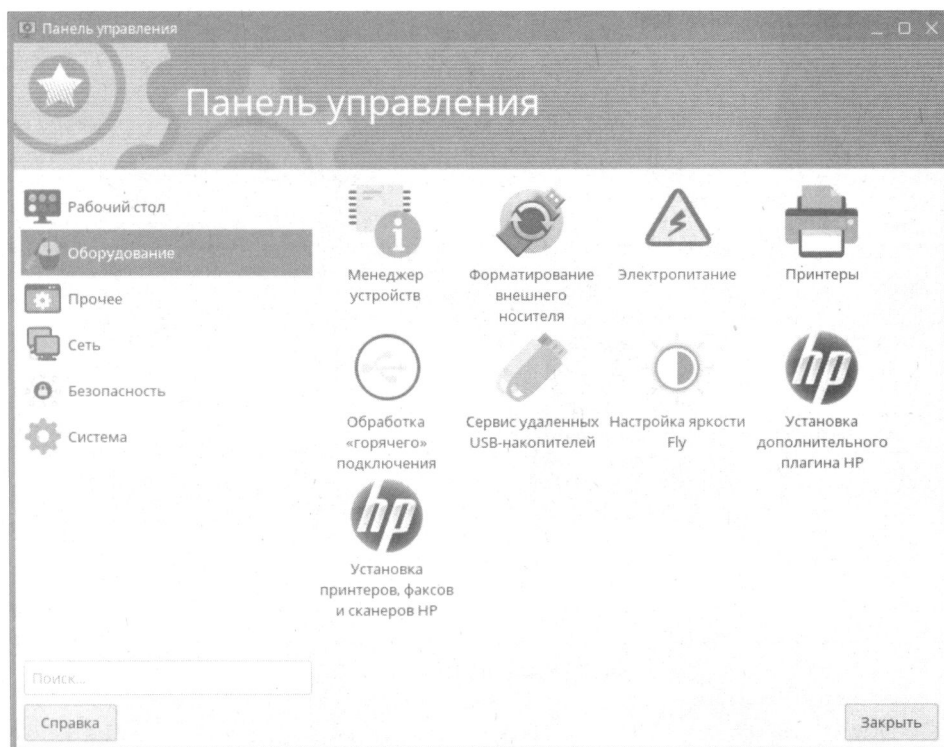 Панель управления
Панель управления
Рабочий стол
Оборудование
Прочее
Сеть
Безопасность
Система
Менеджер
устройств
Форматирование
внешнего
носителя
Электропитание
Принтеры
Обработка
«горячего»
подключения
Сервис удаленных
USB-накопителей
Настройка яркости
Fly
hp
Установка
дополнительного
плагина HP
hp
Установка
принтеров, факсов
и сканеров HP
Поиск...
Справка
Закрыть